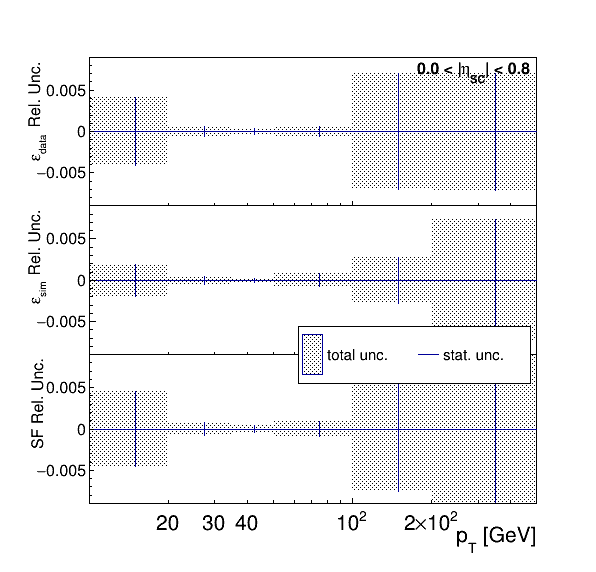 0.0 < |η_sc| < 0.8
ε_data Rel. Unc.
0.005
0
−0.005
ε_sim Rel. Unc.
0.005
0
−0.005
total unc. stat. unc.
SF Rel. Unc.
0.005
0
−0.005
20 30 40 10² 2×10²
p_T [GeV]